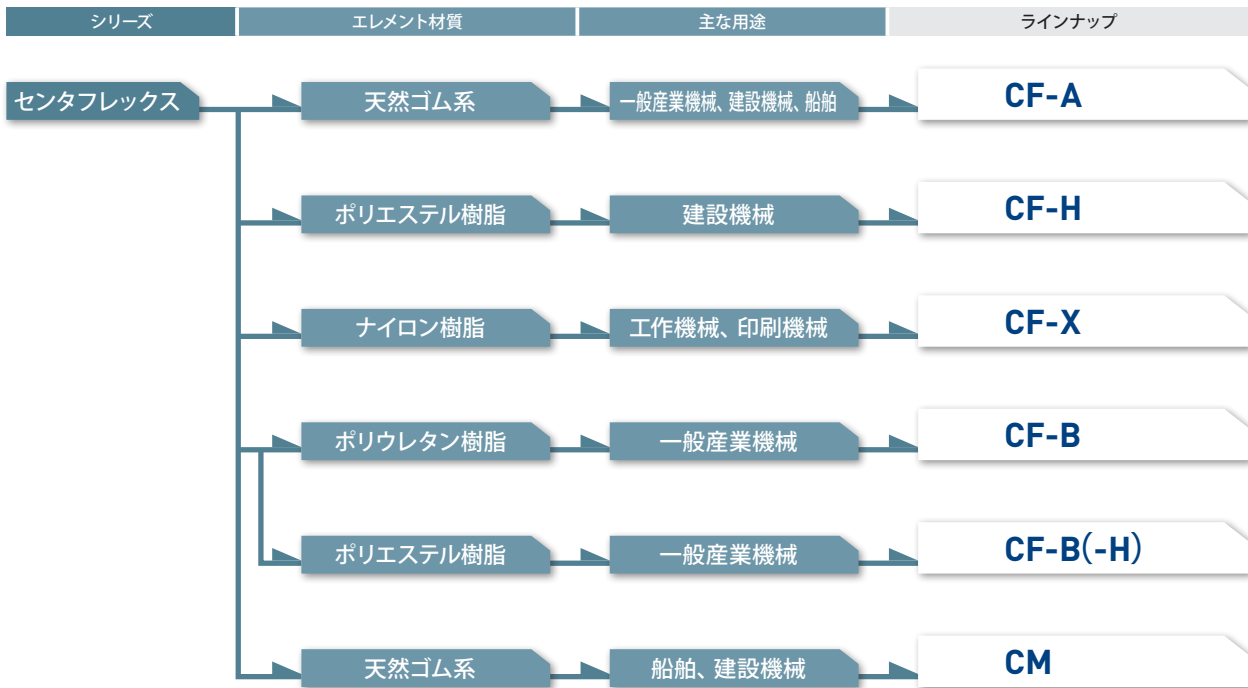 シリーズ エレメント材質 主な用途 ラインナップ
センタフレックス 天然ゴム系 一般産業機械、建設機械、船舶 CF-A
ポリエステル樹脂 建設機械 CF-H
ナイロン樹脂 工作機械、印刷機械 CF-X
ポリウレタン樹脂 一般産業機械 CF-B
ポリエステル樹脂 一般産業機械 CF-B(-H)
天然ゴム系 船舶、建設機械 CM